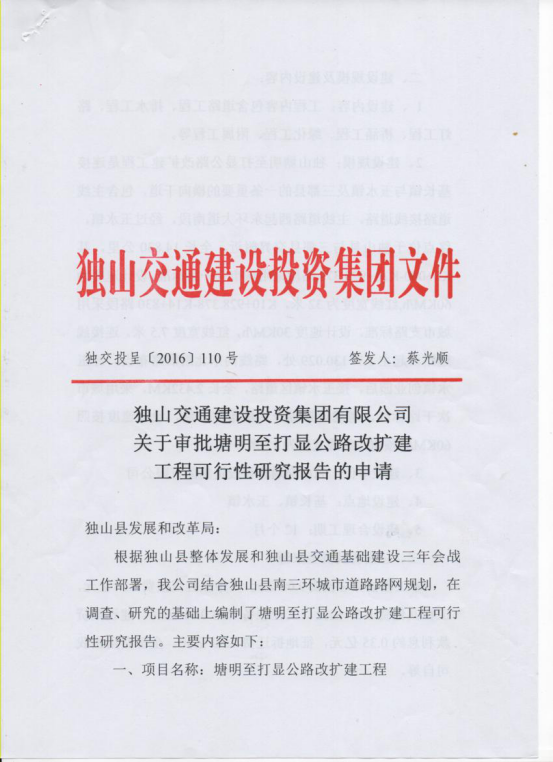 独山交通建设投资集团文件
独交投呈〔2016〕110 号 签发人：蔡光顺
独山交通建设投资集团有限公司
关于审批塘明至打显公路改扩建
工程可行性研究报告的申请
独山县发展和改革局：
根据独山县整体发展和独山县交通基础建设三年会战
工作部署，我公司结合独山县南三环城市道路路网规划，在
调查、研究的基础上编制了塘明至打显公路改扩建工程可行
性研究报告。主要内容如下：
一、项目名称：塘明至打显公路改扩建工程